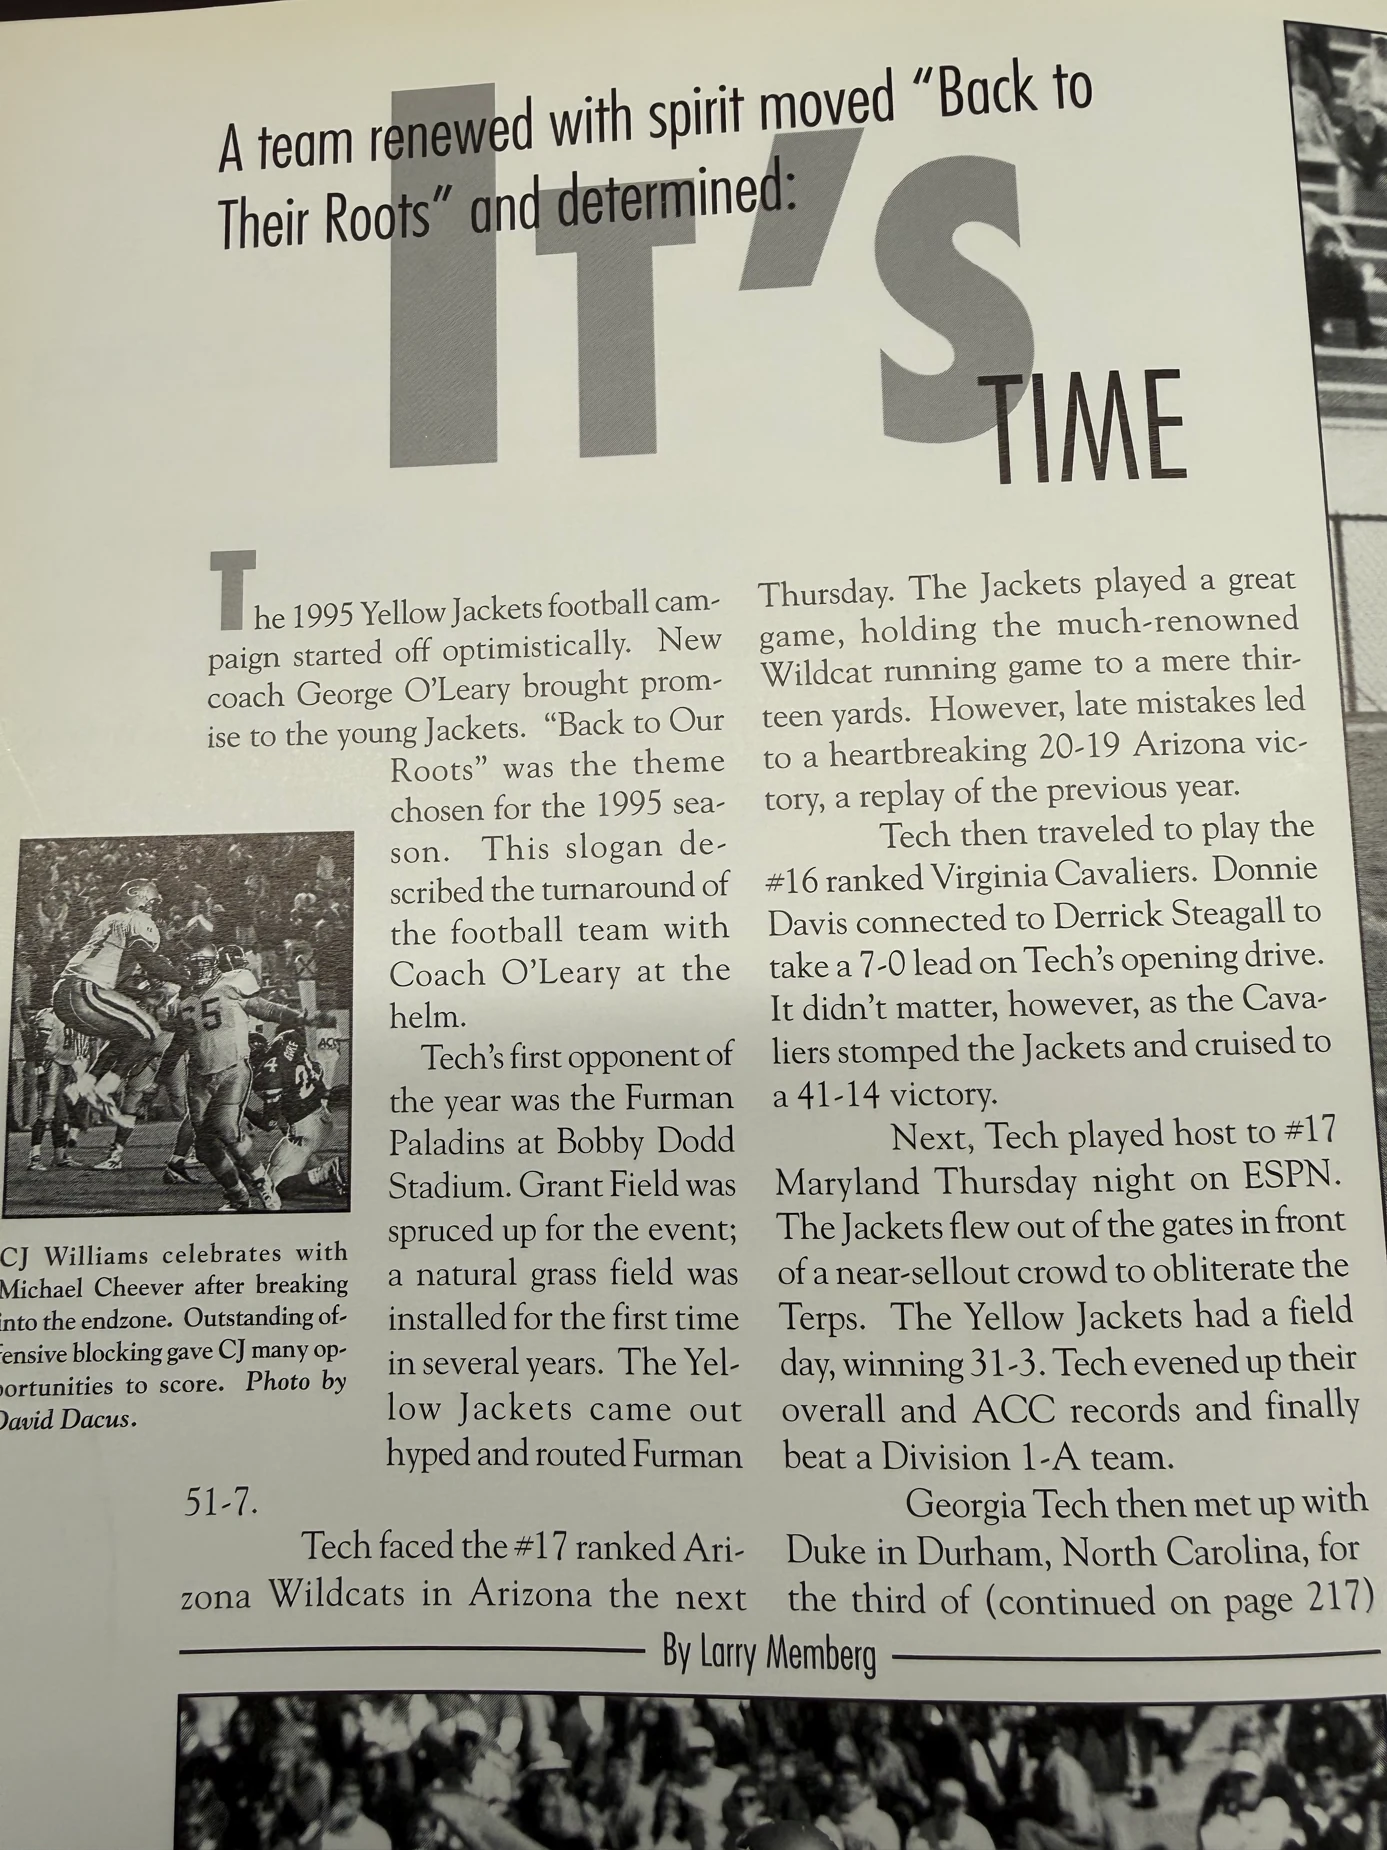 A team renewed with spirit moved “Back to
Their Roots” and determined:
IT’S
TIME
The 1995 Yellow Jackets football cam-
paign started off optimistically. New
coach George O’Leary brought prom-
ise to the young Jackets. “Back to Our
Roots” was the theme
chosen for the 1995 sea-
son. This slogan de-
scribed the turnaround of
the football team with
Coach O’Leary at the
helm.
Tech’s first opponent of
the year was the Furman
Paladins at Bobby Dodd
Stadium. Grant Field was
spruced up for the event;
a natural grass field was
installed for the first time
in several years. The Yel-
low Jackets came out
hyped and routed Furman
51-7.
Tech faced the #17 ranked Ari-
zona Wildcats in Arizona the next
Thursday. The Jackets played a great
game, holding the much-renowned
Wildcat running game to a mere thir-
teen yards. However, late mistakes led
to a heartbreaking 20-19 Arizona vic-
tory, a replay of the previous year.
Tech then traveled to play the
#16 ranked Virginia Cavaliers. Donnie
Davis connected to Derrick Steagall to
take a 7-0 lead on Tech’s opening drive.
It didn’t matter, however, as the Cava-
liers stomped the Jackets and cruised to
a 41-14 victory.
Next, Tech played host to #17
Maryland Thursday night on ESPN.
The Jackets flew out of the gates in front
of a near-sellout crowd to obliterate the
Terps. The Yellow Jackets had a field
day, winning 31-3. Tech evened up their
overall and ACC records and finally
beat a Division 1-A team.
Georgia Tech then met up with
Duke in Durham, North Carolina, for
the third of (continued on page 217)
65
ACC
CJ Williams celebrates with
Michael Cheever after breaking
into the endzone. Outstanding of-
fensive blocking gave CJ many op-
portunities to score. Photo by
David Dacus.
By Larry Memberg